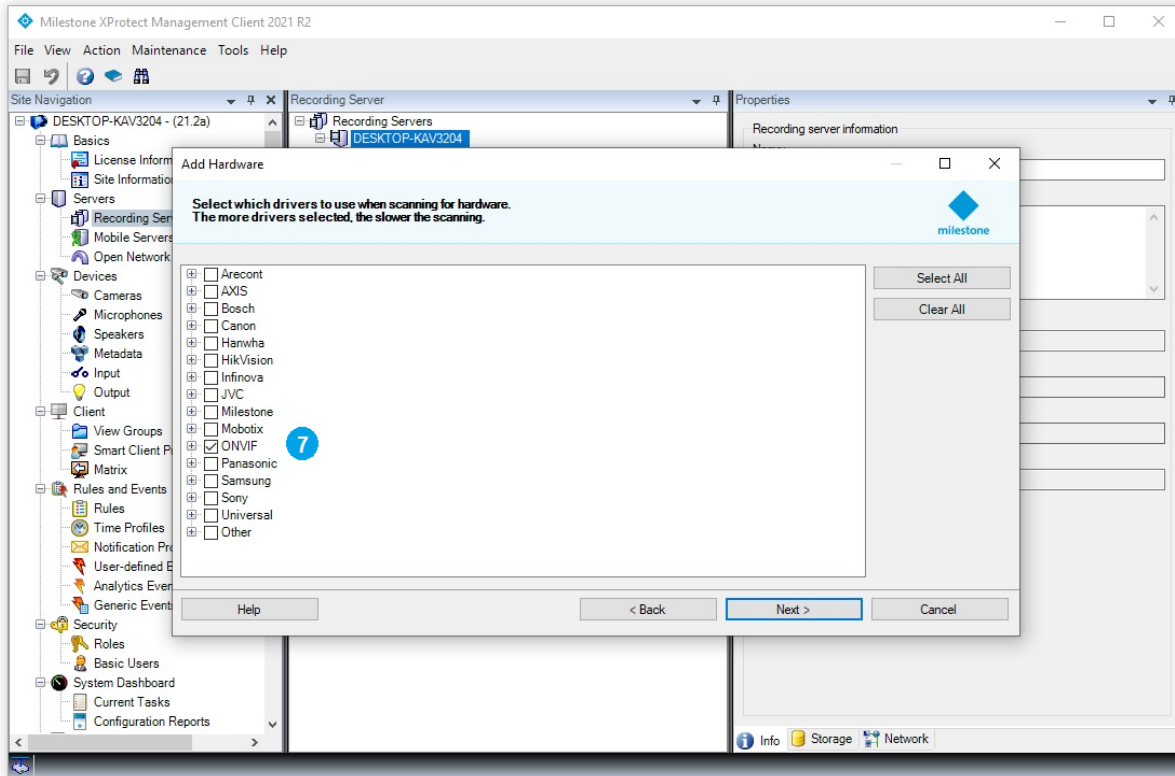 Milestone XProtect Management Client 2021 R2
File View Action Maintenance Tools Help
Site Navigation
DESKTOP-KAV3204 - (21.2a)
Basics
License Inform
Site Informatio
Servers
Recording Ser
Mobile Servers
Open Network
Devices
Cameras
Microphones
Speakers
Metadata
Input
Output
Client
View Groups
Smart Client P
Matrix
Rules and Events
Rules
Time Profiles
Notification Pro
User-defined E
Analytics Even
Generic Event
Security
Roles
Basic Users
System Dashboard
Current Tasks
Configuration Reports
Recording Server
Recording Servers
DESKTOP-KAV3204
Properties
Recording server information
Add Hardware
Select which drivers to use when scanning for hardware.
The more drivers selected, the slower the scanning.
milestone
Arecont
AXIS
Bosch
Canon
Hanwha
HikVision
Infinova
JVC
Milestone
Mobotix
ONVIF
7
Panasonic
Samsung
Sony
Universal
Other
Select All
Clear All
Help
< Back
Next >
Cancel
Info
Storage
Network